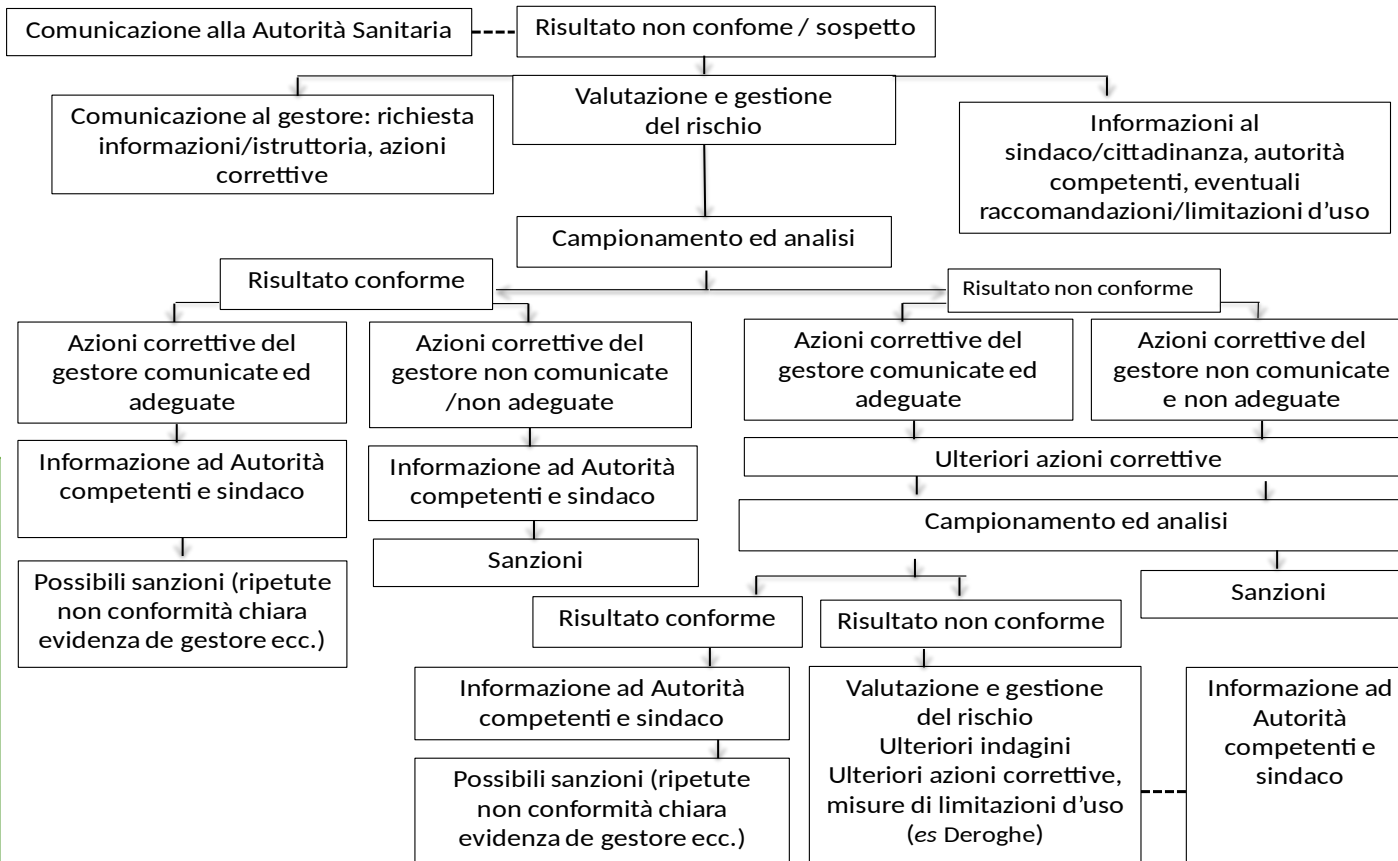 Comunicazione alla Autorità Sanitaria
Risultato non confome / sospetto
Comunicazione al gestore: richiesta
informazioni/istruttoria, azioni
correttive
Valutazione e gestione
del rischio
Informazioni al
sindaco/cittadinanza, autorità
competenti, eventuali
raccomandazioni/limitazioni d’uso
Campionamento ed analisi
Risultato conforme
Risultato non conforme
Azioni correttive del
gestore comunicate ed
adeguate
Azioni correttive del
gestore non comunicate
/non adeguate
Azioni correttive del
gestore comunicate ed
adeguate
Azioni correttive del
gestore non comunicate
e non adeguate
Informazione ad Autorità
competenti e sindaco
Informazione ad Autorità
competenti e sindaco
Ulteriori azioni correttive
Campionamento ed analisi
Possibili sanzioni (ripetute
non conformità chiara
evidenza de gestore ecc.)
Sanzioni
Sanzioni
Risultato conforme
Risultato non conforme
Informazione ad Autorità
competenti e sindaco
Possibili sanzioni (ripetute
non conformità chiara
evidenza de gestore ecc.)
Valutazione e gestione
del rischio
Ulteriori indagini
Ulteriori azioni correttive,
misure di limitazioni d’uso
(es Deroghe)
Informazione ad
Autorità
competenti e
sindaco